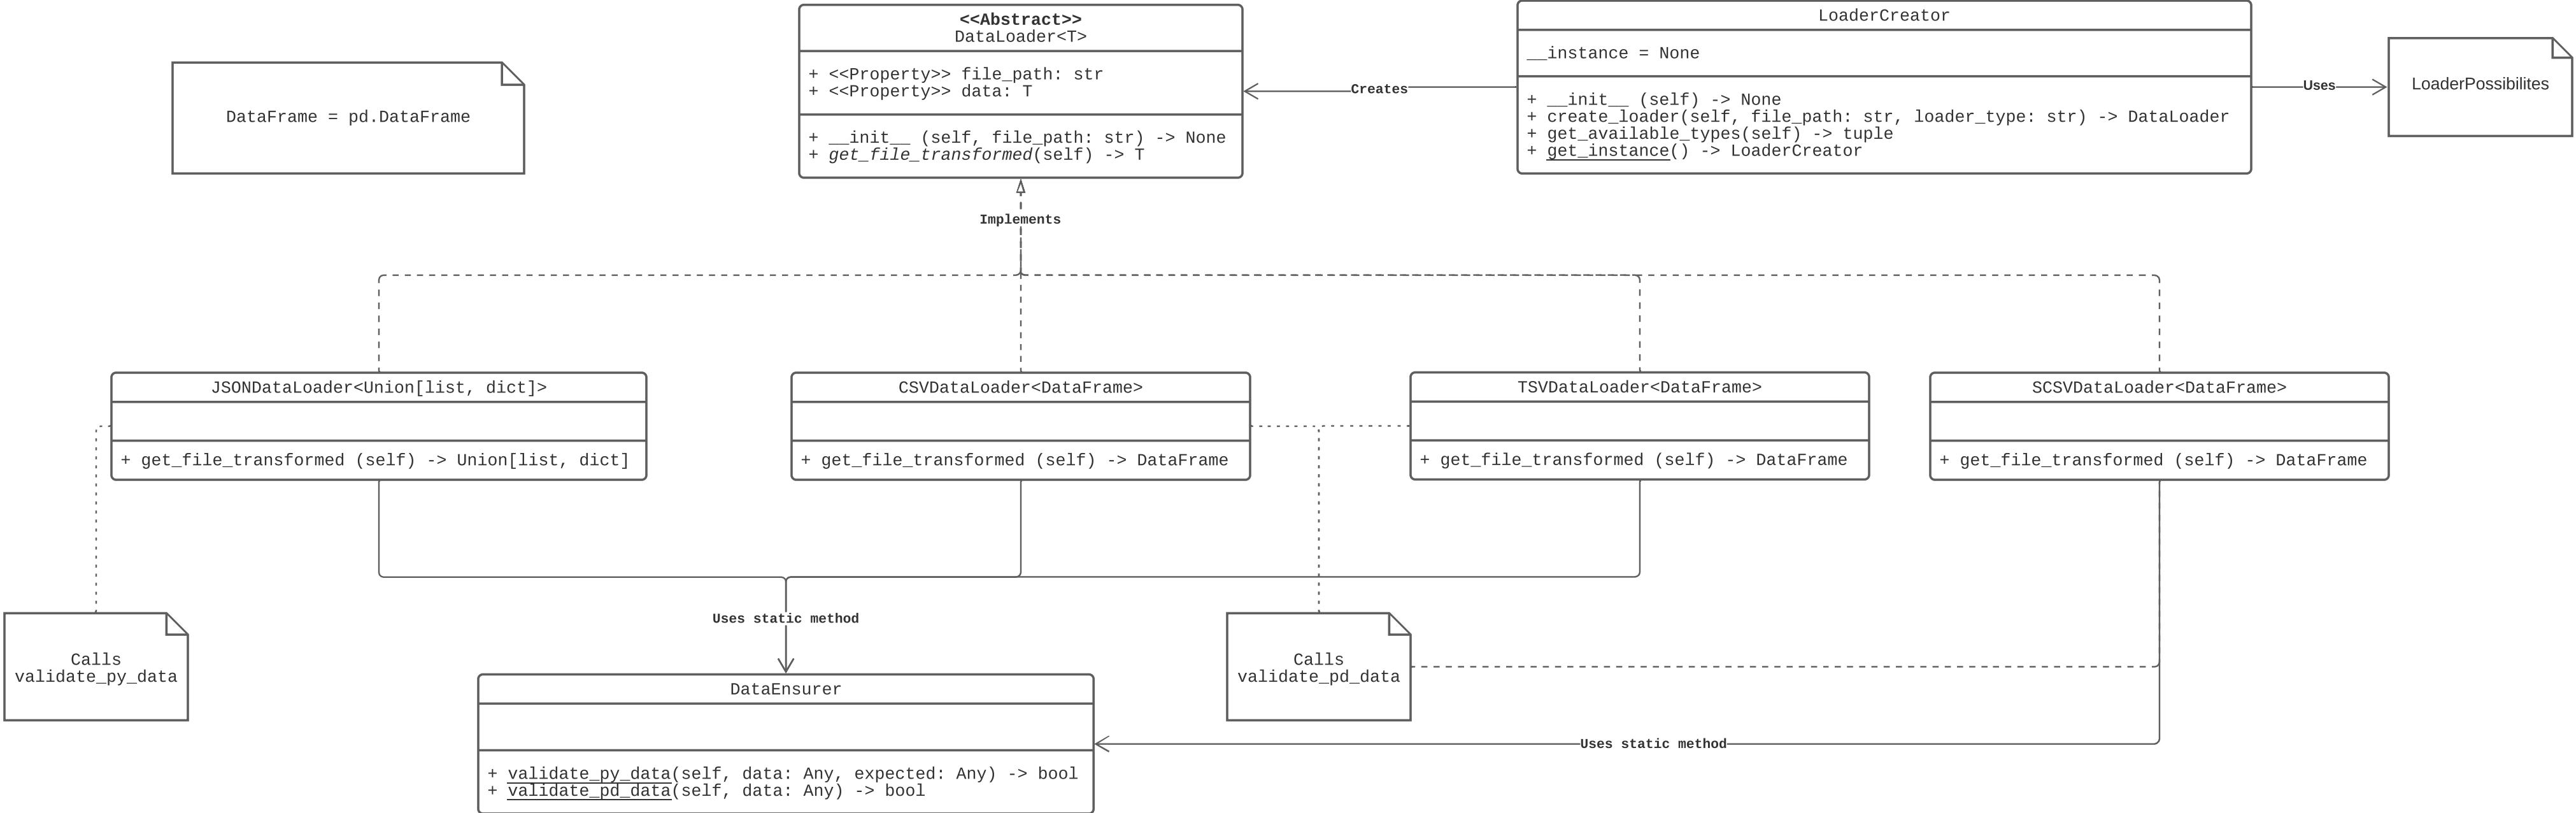 DataFrame = pd.DataFrame
<<Abstract>>
DataLoader<T>
+ <<Property>> file_path: str
+ <<Property>> data: T
+ __init__ (self, file_path: str) -> None
+ get_file_transformed(self) -> T
Creates
LoaderCreator
__instance = None
+ __init__ (self) -> None
+ create_loader(self, file_path: str, loader_type: str) -> DataLoader
+ get_available_types(self) -> tuple
+ get_instance() -> LoaderCreator
Uses
LoaderPossibilites
Implements
JSONDataLoader<Union[list, dict]>
+ get_file_transformed (self) -> Union[list, dict]
CSVDataLoader<DataFrame>
+ get_file_transformed (self) -> DataFrame
TSVDataLoader<DataFrame>
+ get_file_transformed (self) -> DataFrame
SCSVDataLoader<DataFrame>
+ get_file_transformed (self) -> DataFrame
Calls
validate_py_data
Uses static method
Calls
validate_pd_data
DataEnsurer
+ validate_py_data(self, data: Any, expected: Any) -> bool
+ validate_pd_data(self, data: Any) -> bool
Uses static method